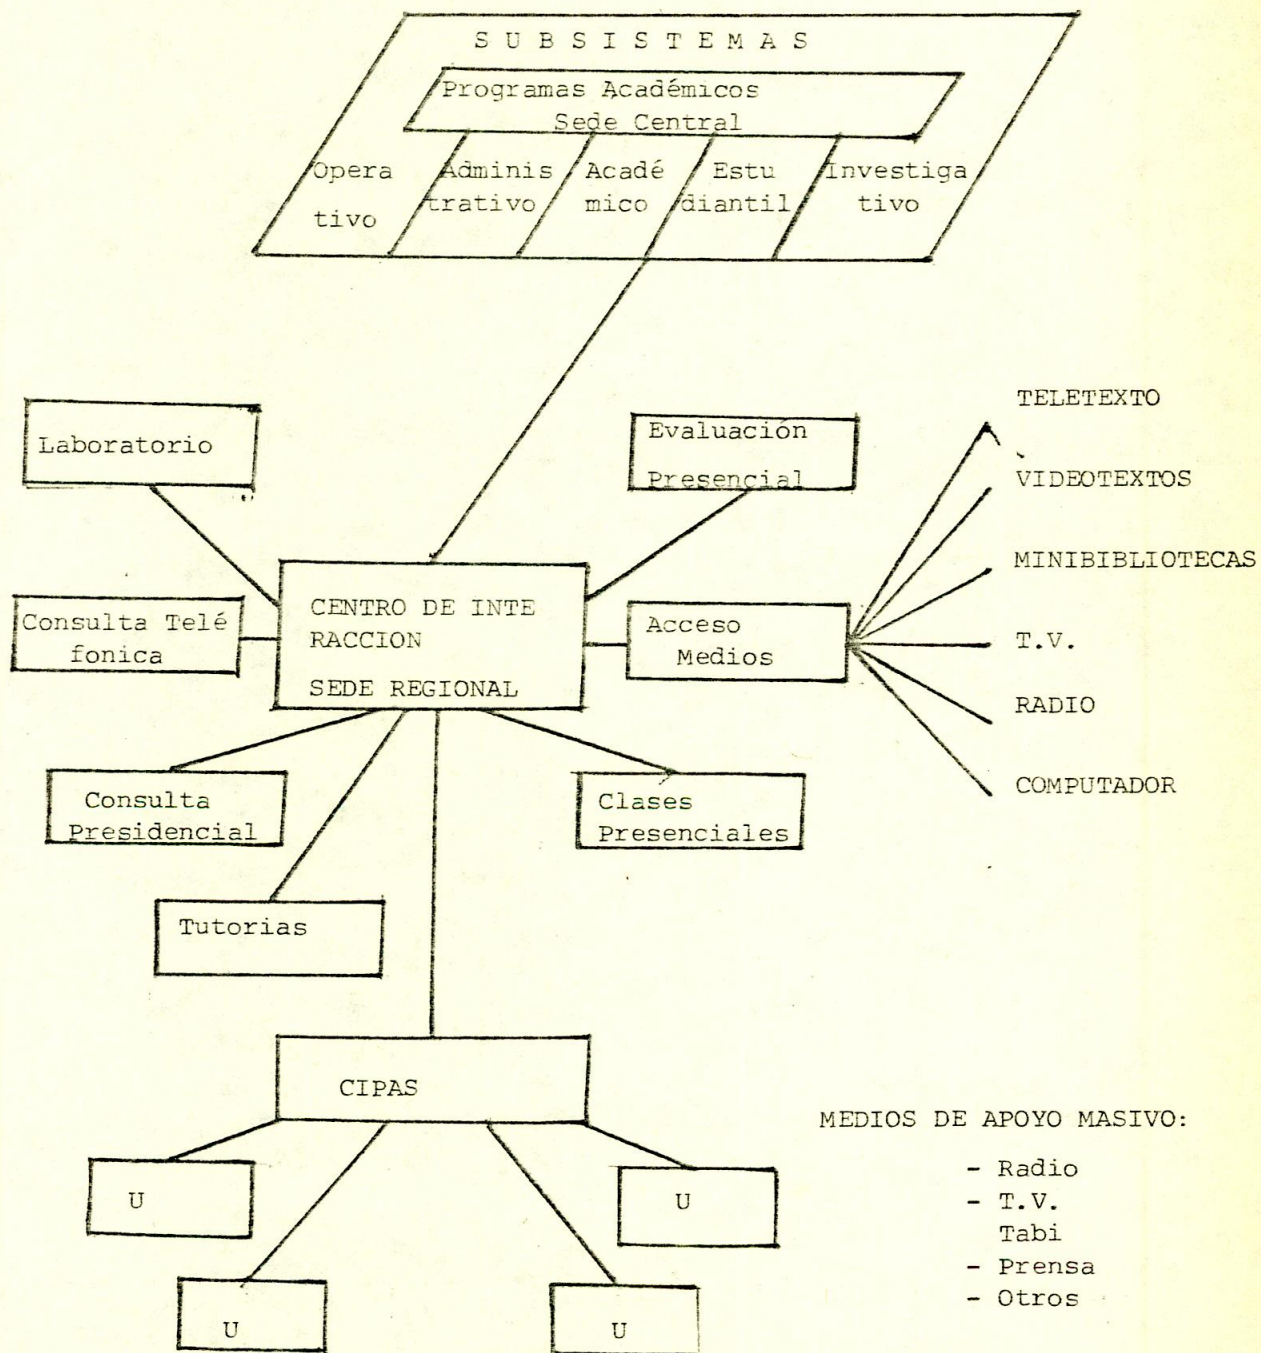 S U B S I S T E M A S
Programas Académicos
Sede Central
Opera
tivo
Adminis
trativo
Acadé
mico
Estu
diantil
Investiga
tivo
Laboratorio
Evaluación
Presencial
TELETEXTO
VIDEOTEXTOS
MINIBIBLIOTECAS
T.V.
RADIO
COMPUTADOR
Consulta Telé
fonica
CENTRO DE INTE
RACCION
SEDE REGIONAL
Acceso
Medios
Consulta
Presidencial
Clases
Presenciales
Tutorias
CIPAS
U
U
U
U
MEDIOS DE APOYO MASIVO:
- Radio
- T.V.
Tabi
- Prensa
- Otros